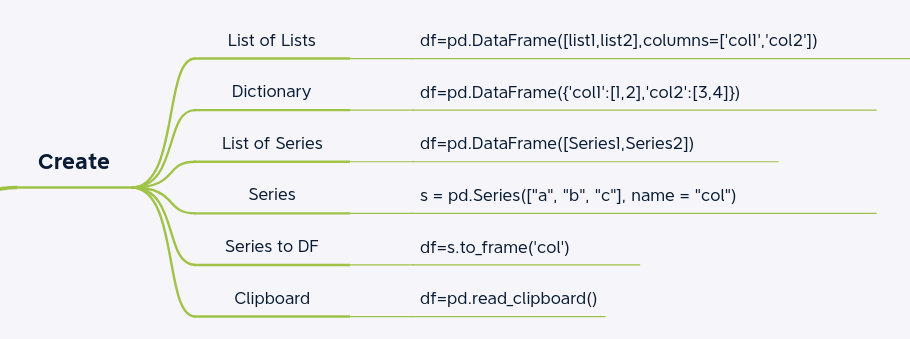 List of Lists df=pd.DataFrame([list1,list2],columns=['col1','col2'])
Dictionary df=pd.DataFrame({'col1':[1,2],'col2':[3,4]})
List of Series df=pd.DataFrame([Series1,Series2])
Create
Series s = pd.Series(["a", "b", "c"], name = "col")
Series to DF df=s.to_frame('col')
Clipboard df=pd.read_clipboard()